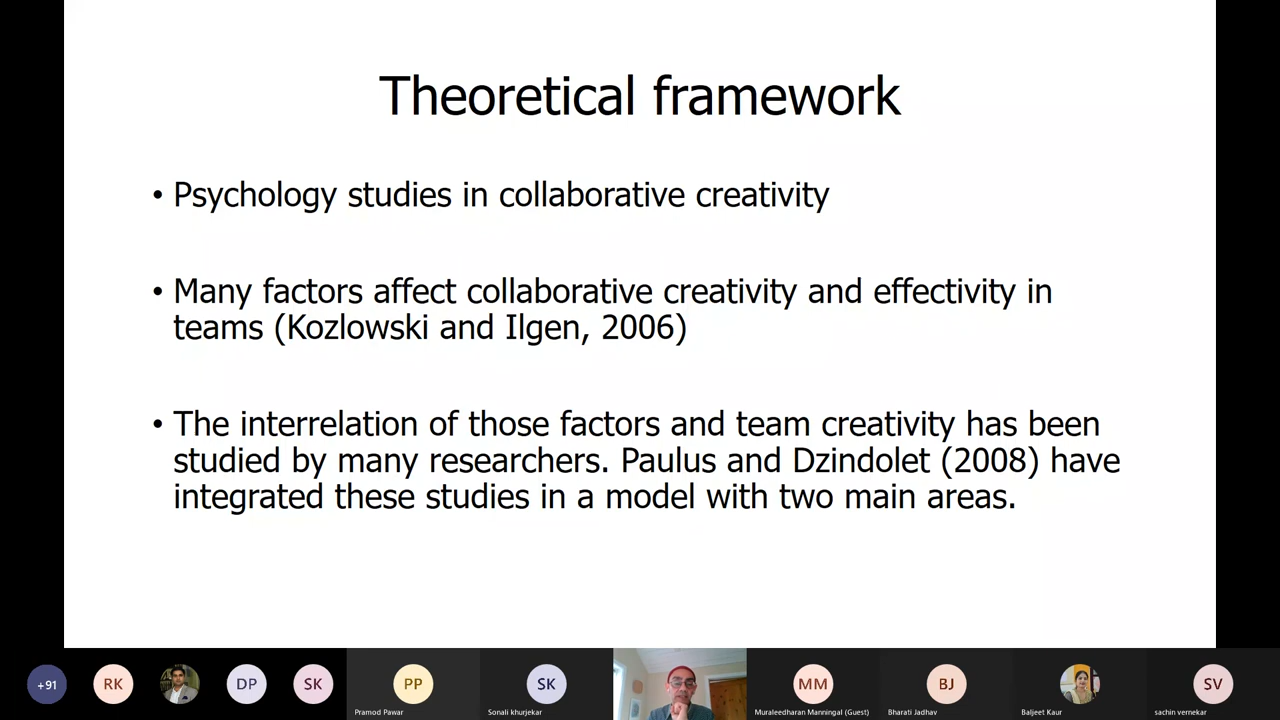 Theoretical framework
• Psychology studies in collaborative creativity
• Many factors affect collaborative creativity and effectivity in
teams (Kozlowski and Ilgen, 2006)
• The interrelation of those factors and team creativity has been
studied by many researchers. Paulus and Dzindolet (2008) have
integrated these studies in a model with two main areas.
+91
RK
DP
SK
PP
SK
MM
BJ
SV
Pramod Pawar
Sonali khurjekar
Muraleedharan Manningal (Guest)
Bharati Jadhav
Baljeet Kaur
sachin vernekar